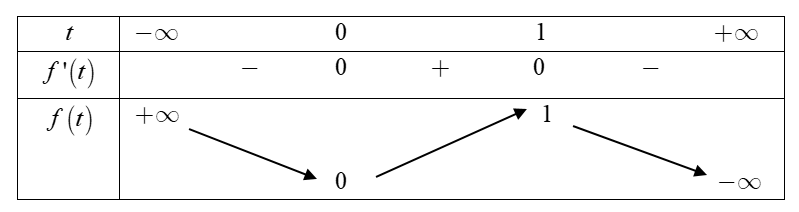 t −∞ 0 1 +∞
f'(t) − 0 + 0 −
f(t) +∞ 1
0 −∞